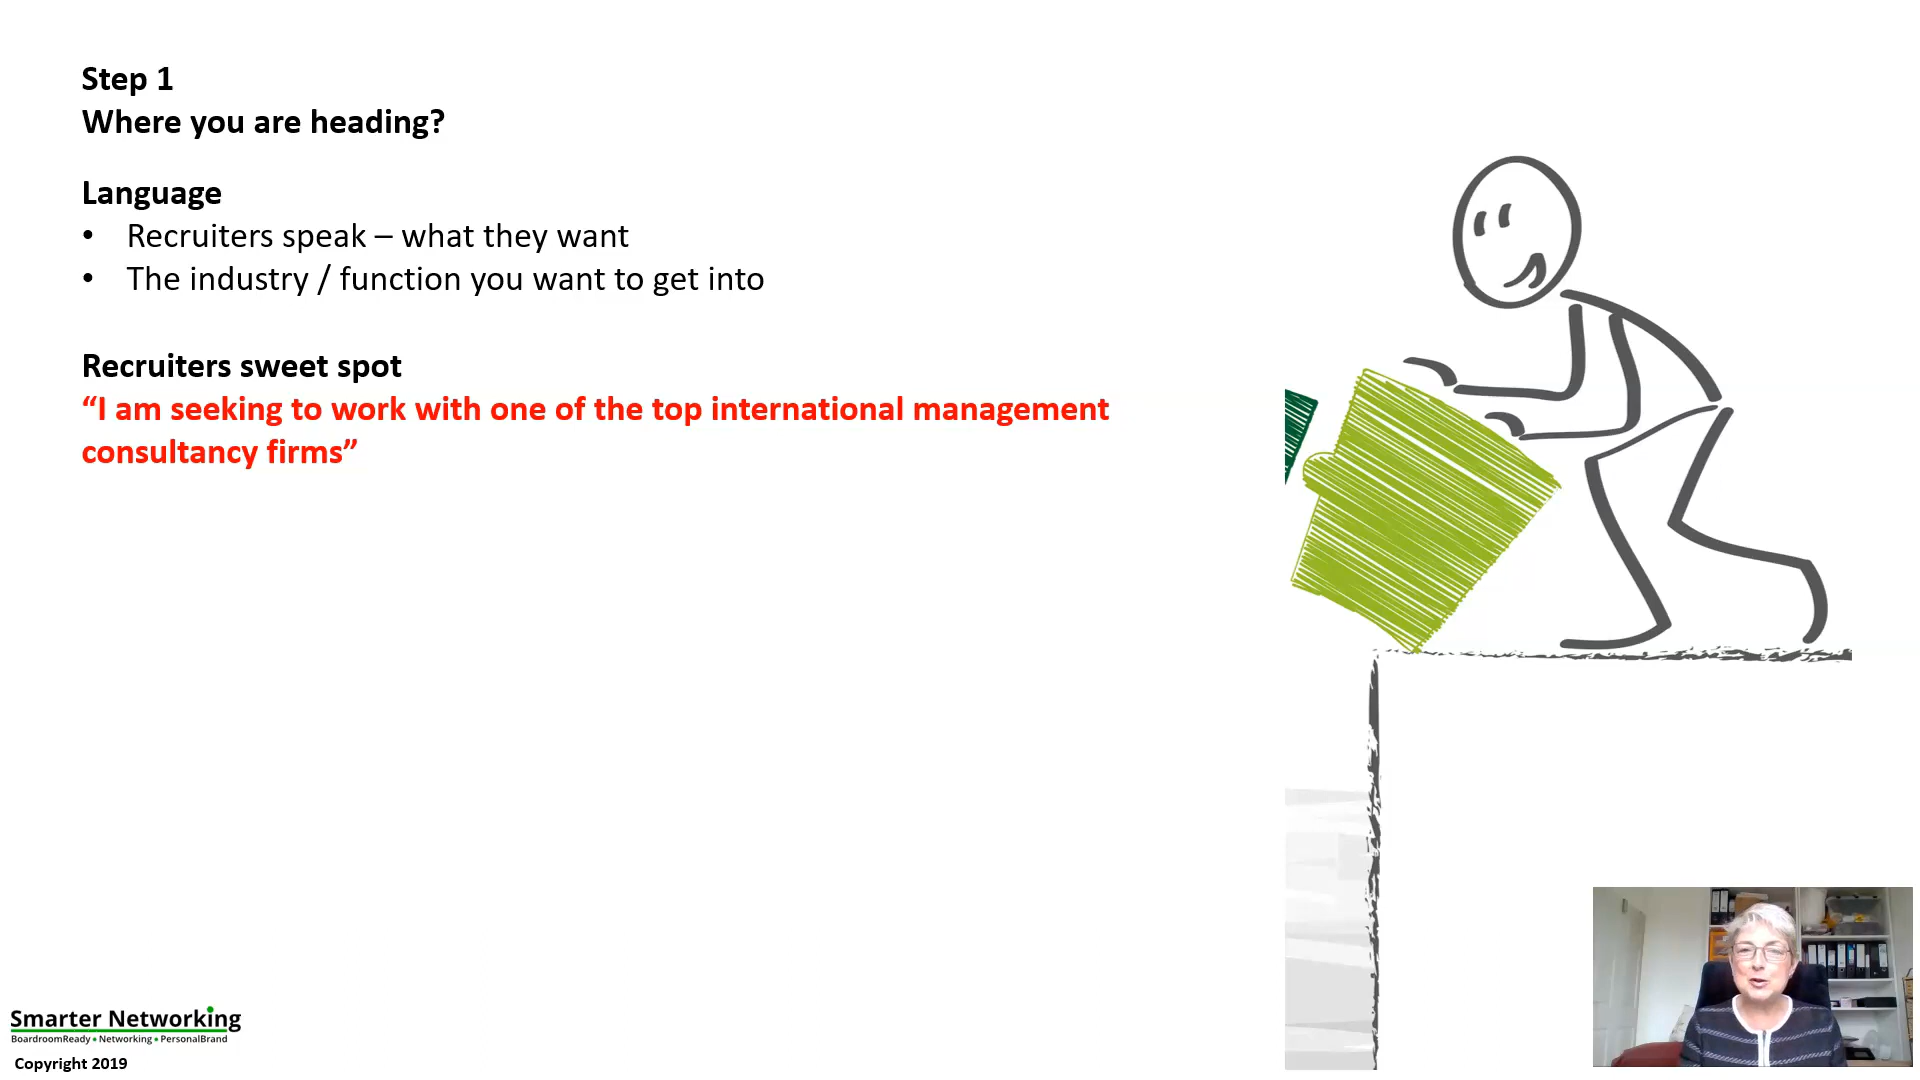 Step 1
Where you are heading?
Language
• Recruiters speak – what they want
• The industry / function you want to get into
Recruiters sweet spot
“I am seeking to work with one of the top international management
consultancy firms”
Smarter Networking
BoardroomReady • Networking • PersonalBrand
Copyright 2019